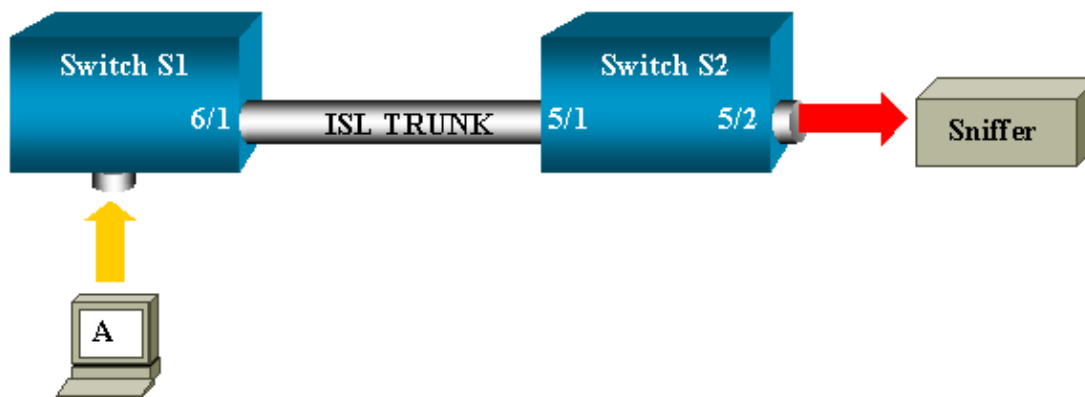 Switch S1
Switch S2
6/1
ISL TRUNK
5/1
5/2
Sniffer
A